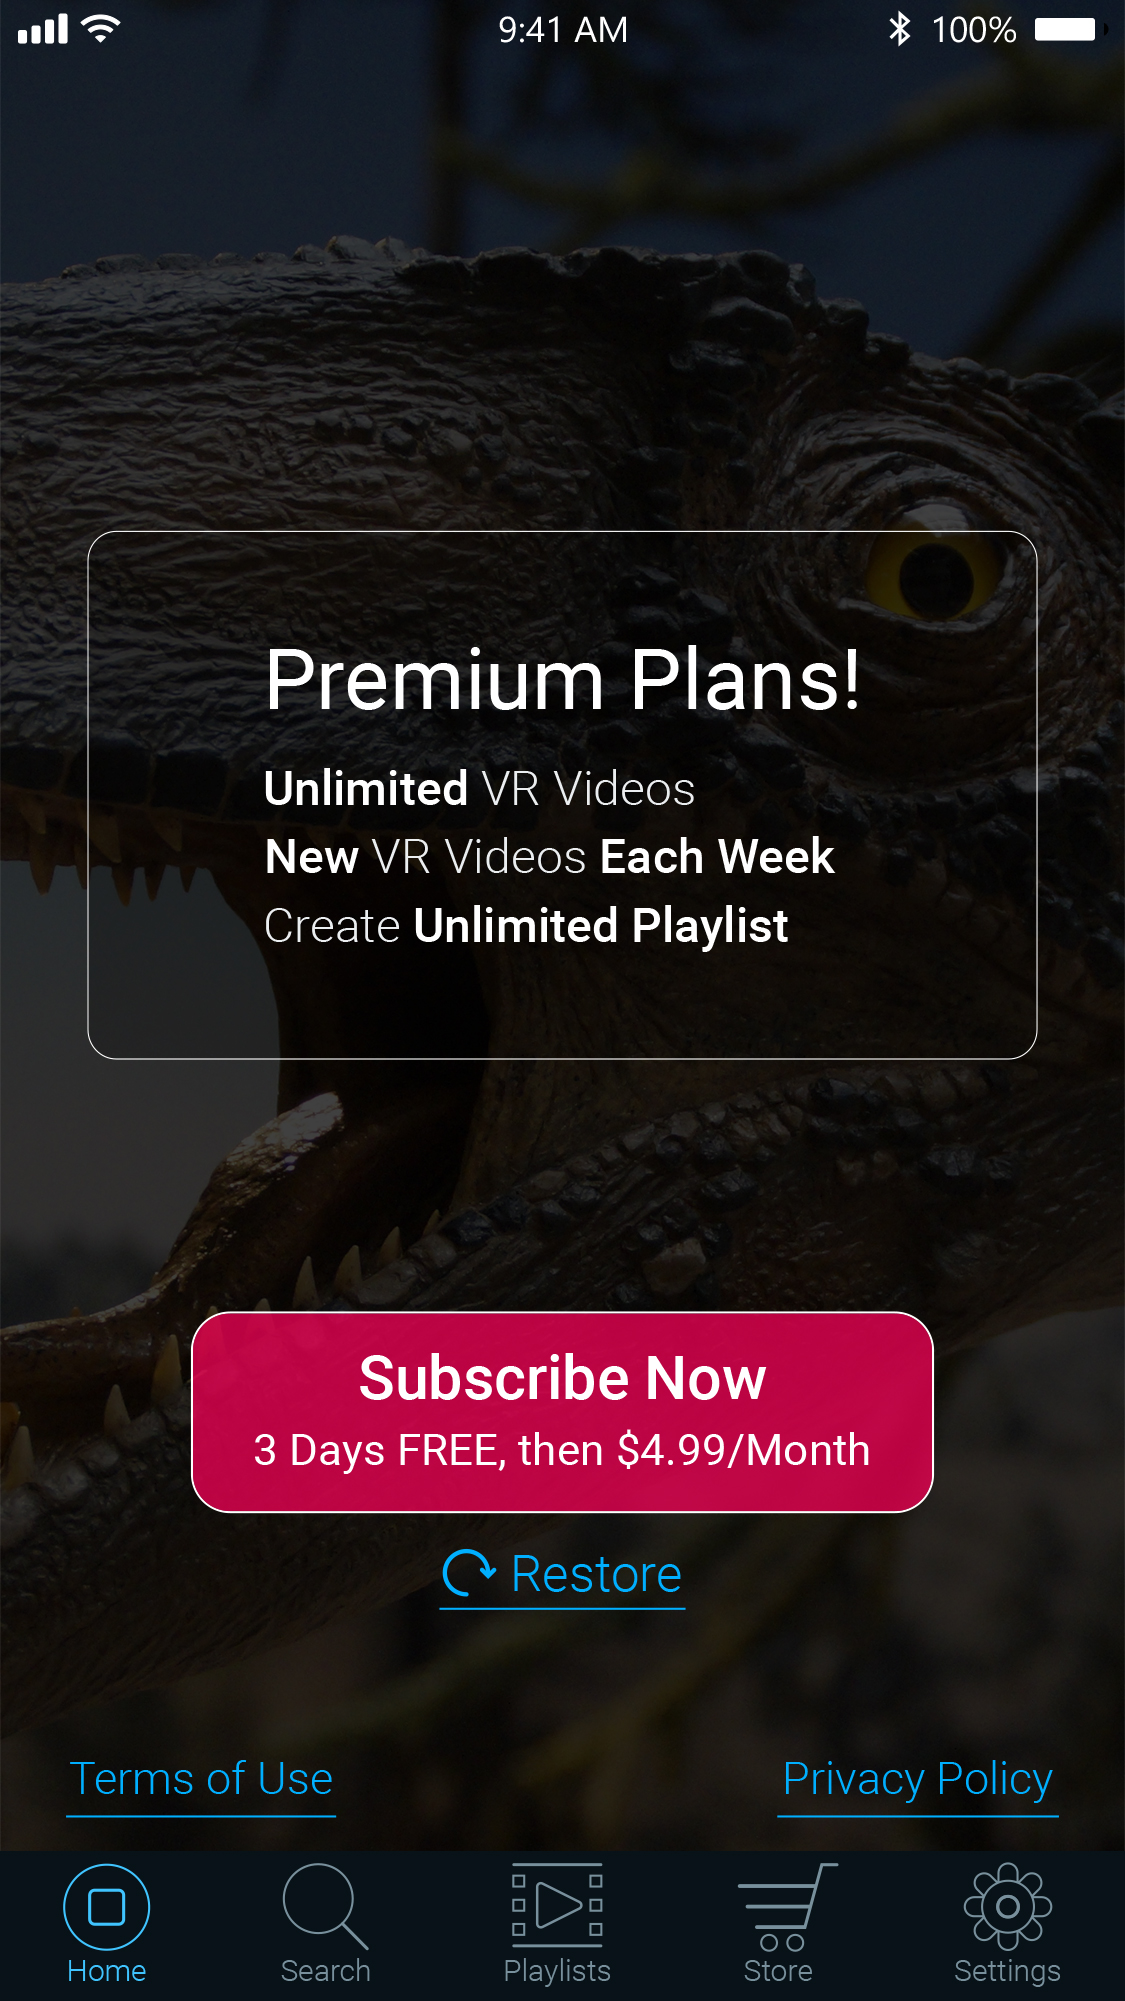 9:41 AM 100%
Premium Plans!
Unlimited VR Videos
New VR Videos Each Week
Create Unlimited Playlist
Subscribe Now
3 Days FREE, then $4.99/Month
Restore
Terms of Use Privacy Policy
Home Search Playlists Store Settings